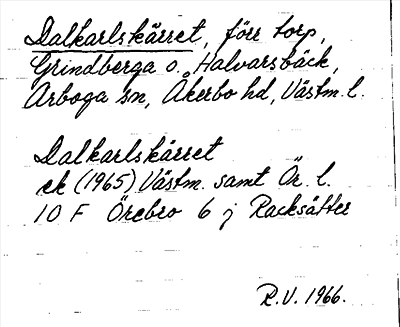 Dalkarlskärret, förr torp,
Grindberga o. Halvarsbäck,
Arboga sn, Åkerbo hd, Västm. l.
Dalkarlskärret
ek (1965) Västm. samt Ör. l.
10 F Örebro 6 j Racksätter
R.V. 1966.